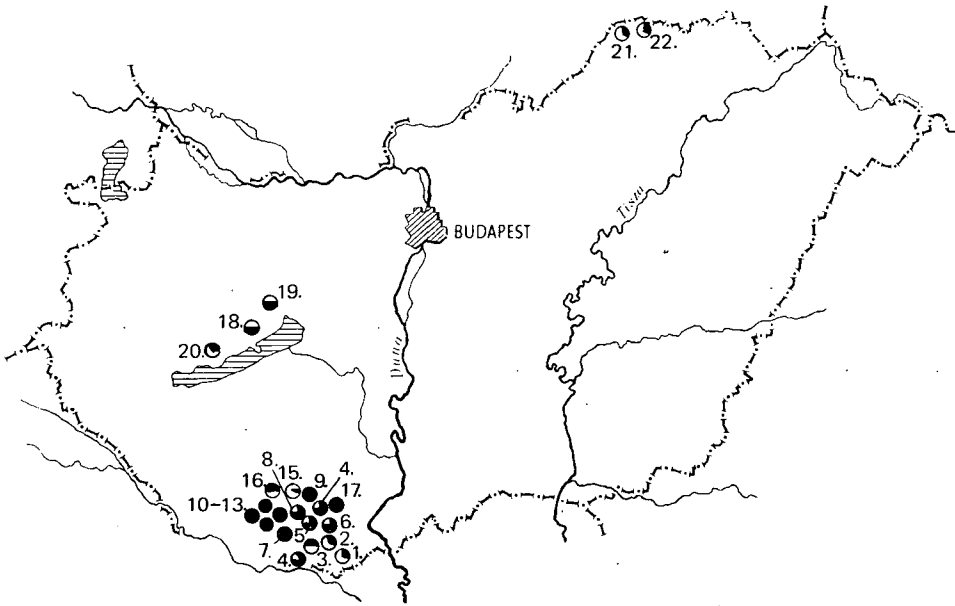 21. 22.
Tisza
BUDAPEST
19.
18.
20.
Duna
8. 15. 9. 4.
16. 17.
10-13.
5. 6.
7. 2.
4. 3. 1.